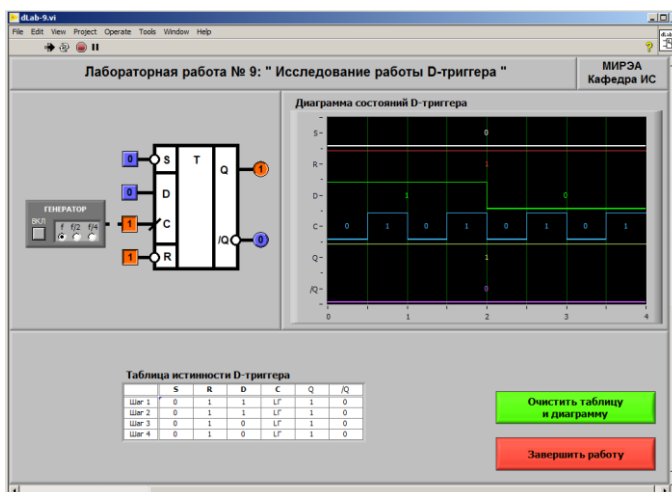 dLab-9.vi
File Edit View Project Operate Tools Window Help
Лабораторная работа № 9: " Исследование работы D-триггера "
МИРЭА
Кафедра ИС
Диаграмма состояний D-триггера
0 S T Q 1
0 D
ГЕНЕРАТОР
ВКЛ
f f/2 f/4
1 C
/Q 0
1 R
S- 0
R- 1
D- 1 0
C- 0 1 0 1 0 1 0 1
Q- 1
/Q- 0
0 1 2 3 4
Таблица истинности D-триггера
S R D C Q /Q
Шаг 1 0 1 1 LГ 1 0
Шаг 2 0 1 1 LГ 1 0
Шаг 3 0 1 0 LГ 1 0
Шаг 4 0 1 0 LГ 1 0
Очистить таблицу
и диаграмму
Завершить работу